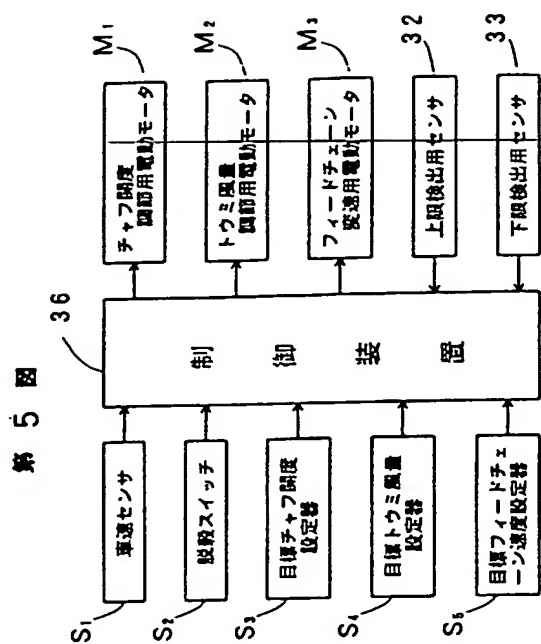 第 5 図
36
制御装置
S₁
車速センサ
S₂
脱穀スイッチ
S₃
目標チャフ開度
設定器
S₄
目標トウミ風量
設定器
S₅
目標フィードチェ
ーン速度設定器
チャフ開度
調節用電動モータ
M₁
トウミ風量
調節用電動モータ
M₂
フィードチェーン
変速用電動モータ
M₃
上限検出用センサ
32
下限検出用センサ
33